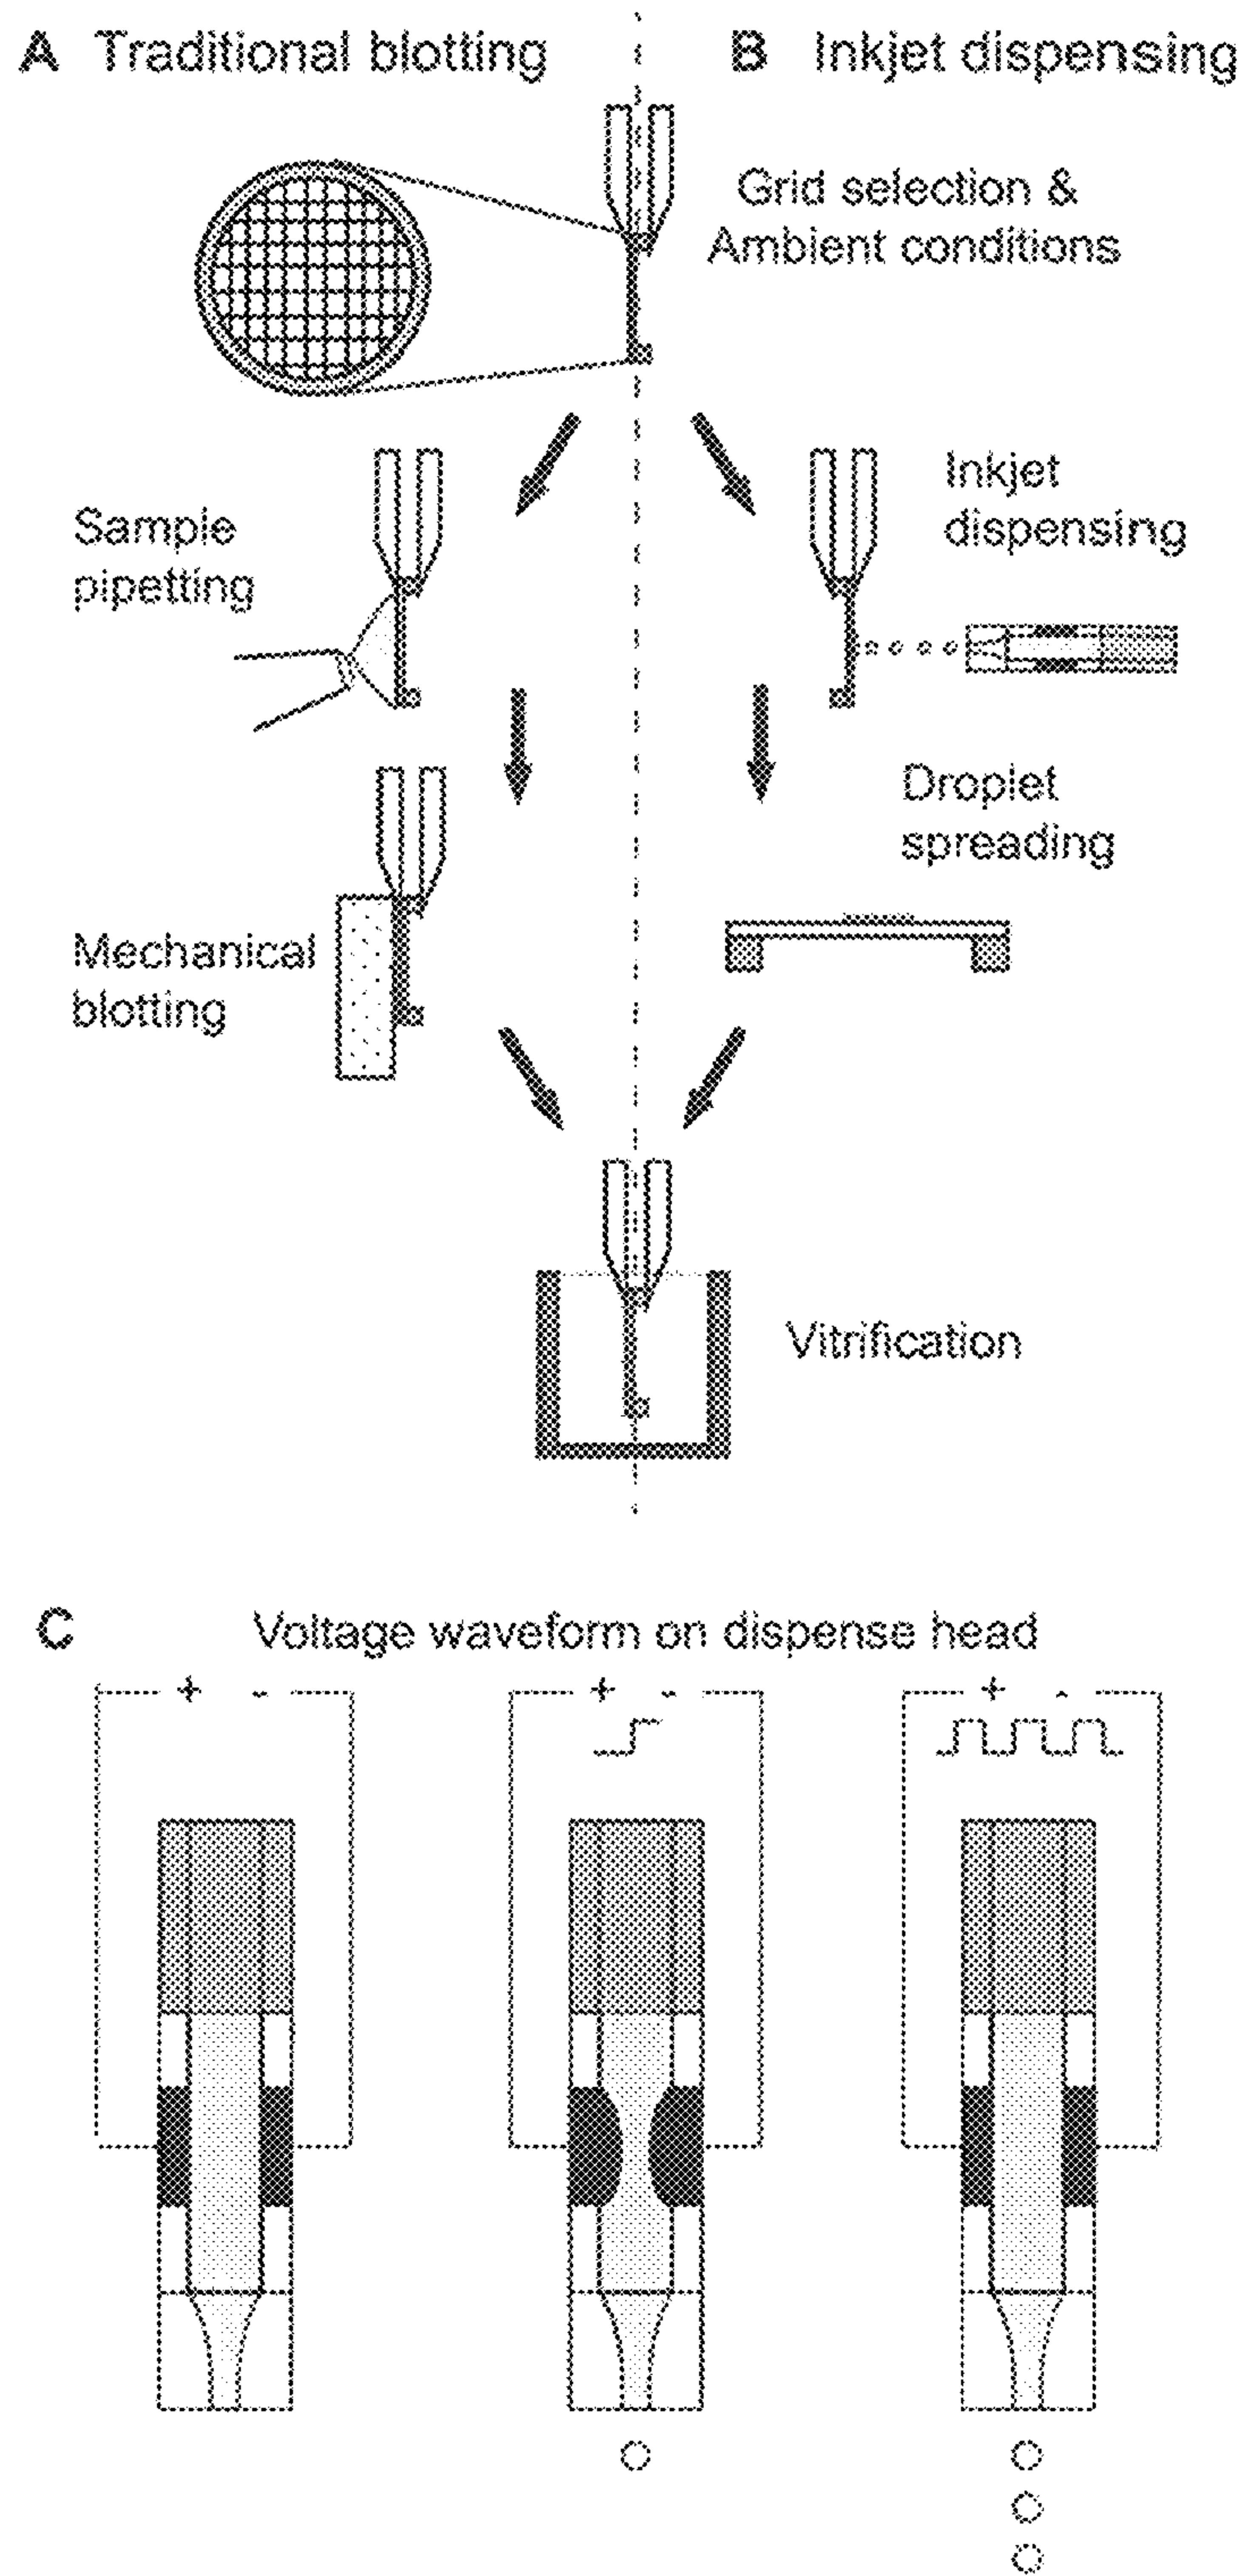 A Traditional blotting
B Inkjet dispensing
Grid selection &
Ambient conditions
Sample
pipetting
Inkjet
dispensing
Droplet
spreading
Mechanical
blotting
Vitrification
C Voltage waveform on dispense head
+ -
+ -
+ -